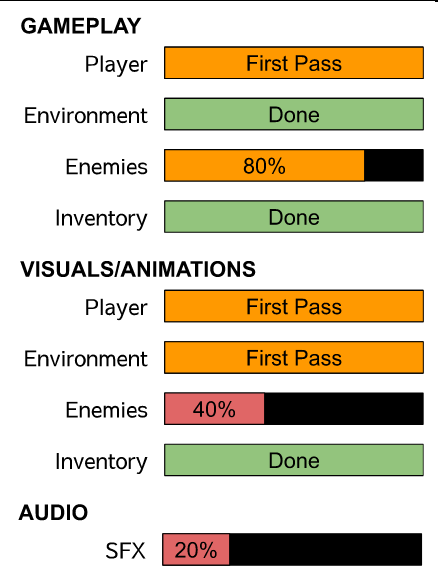 GAMEPLAY
Player First Pass
Environment Done
Enemies 80%
Inventory Done
VISUALS/ANIMATIONS
Player First Pass
Environment First Pass
Enemies 40%
Inventory Done
AUDIO
SFX 20%